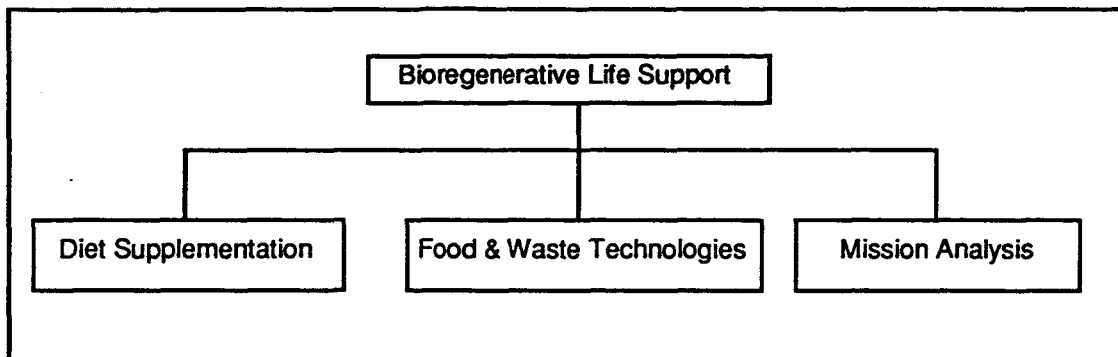 Bioregenerative Life Support
Diet Supplementation
Food & Waste Technologies
Mission Analysis